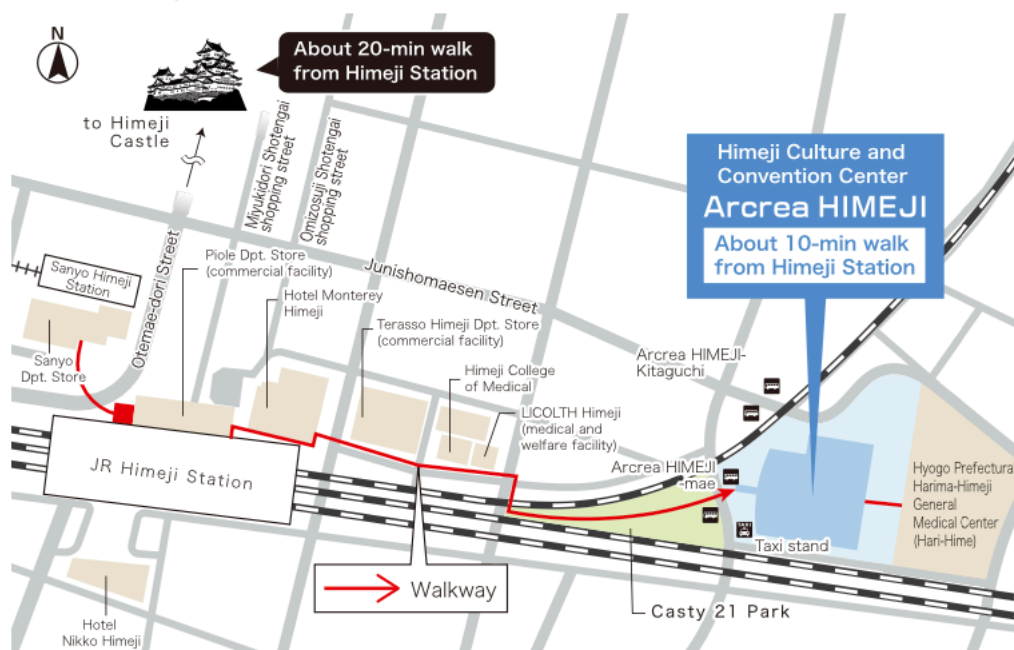 N
About 20-min walk
from Himeji Station
to Himeji
Castle
Miyukidori Shotengai
shopping street
Omizosuji Shotengai
shopping street
Himeji Culture and
Convention Center
Arcrea HIMEJI
About 10-min walk
from Himeji Station
Otemae-dori Street
Piole Dpt. Store
(commercial facility)
Junishomaesen Street
Sanyo Himeji
Station
Hotel Monterey
Himeji
Terasso Himeji Dpt. Store
(commercial facility)
Sanyo
Dpt. Store
Himeji College
of Medical
Arcrea HIMEJI-
Kitaguchi
LICOLTH Himeji
(medical and
welfare facility)
JR Himeji Station
Arcrea HIMEJI
-mae
Hyogo Prefectura
Harima-Himeji
General
Medical Center
(Hari-Hime)
TAXI
Taxi stand
Walkway
Casty 21 Park
Hotel
Nikko Himeji